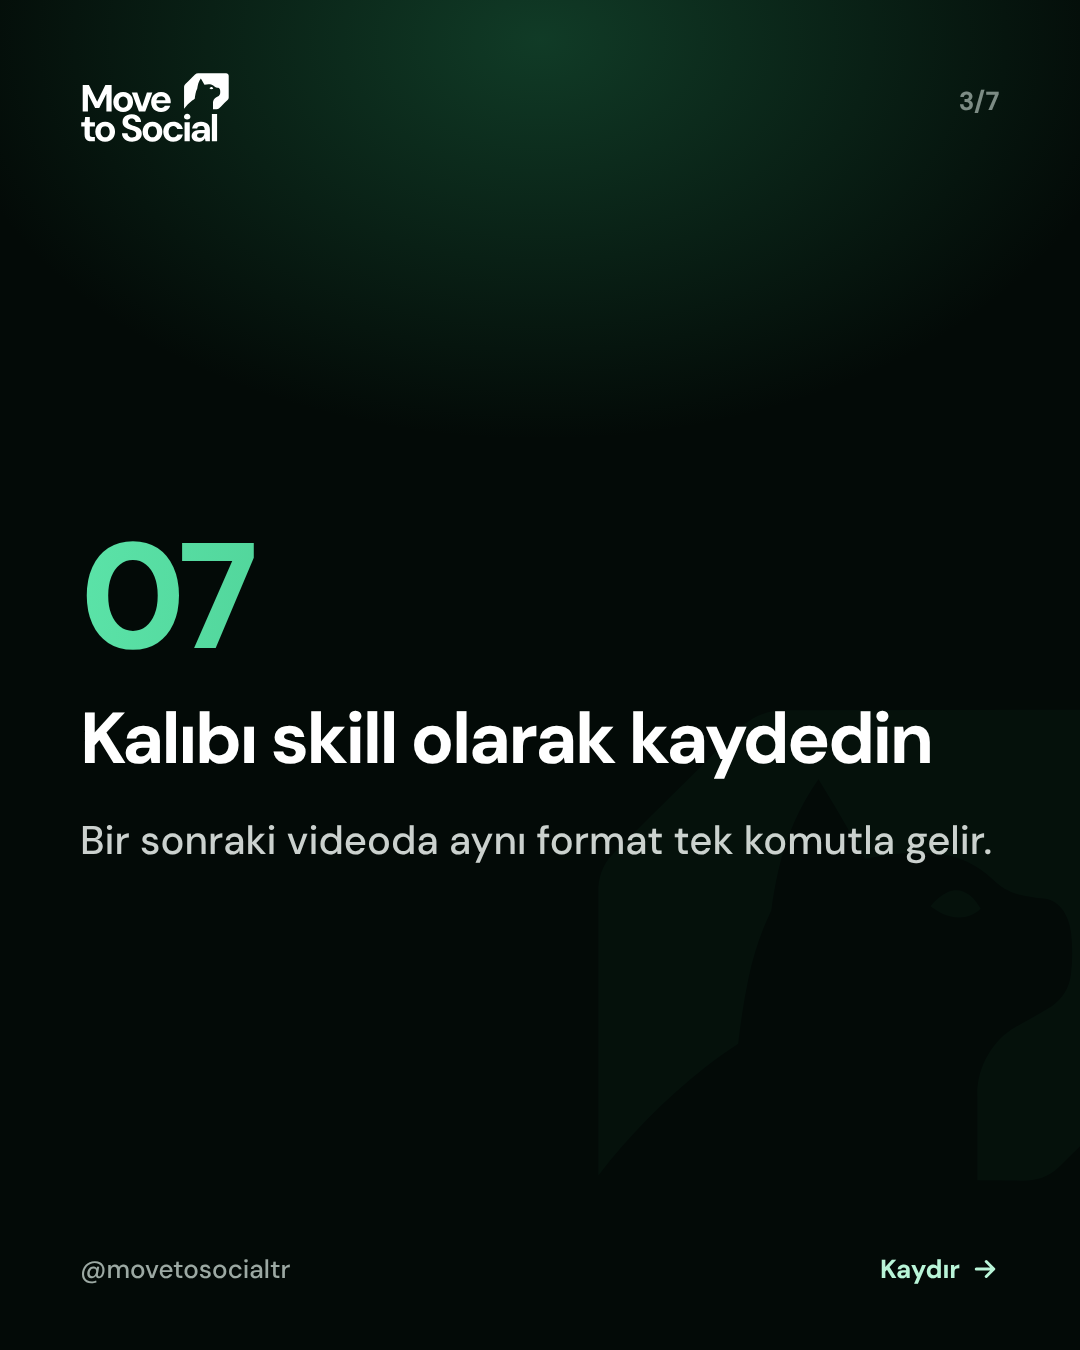 Move
to Social
3/7
07
Kalıbı skill olarak kaydedin
Bir sonraki videoda aynı format tek komutla gelir.
@movetosocialtr
Kaydır →